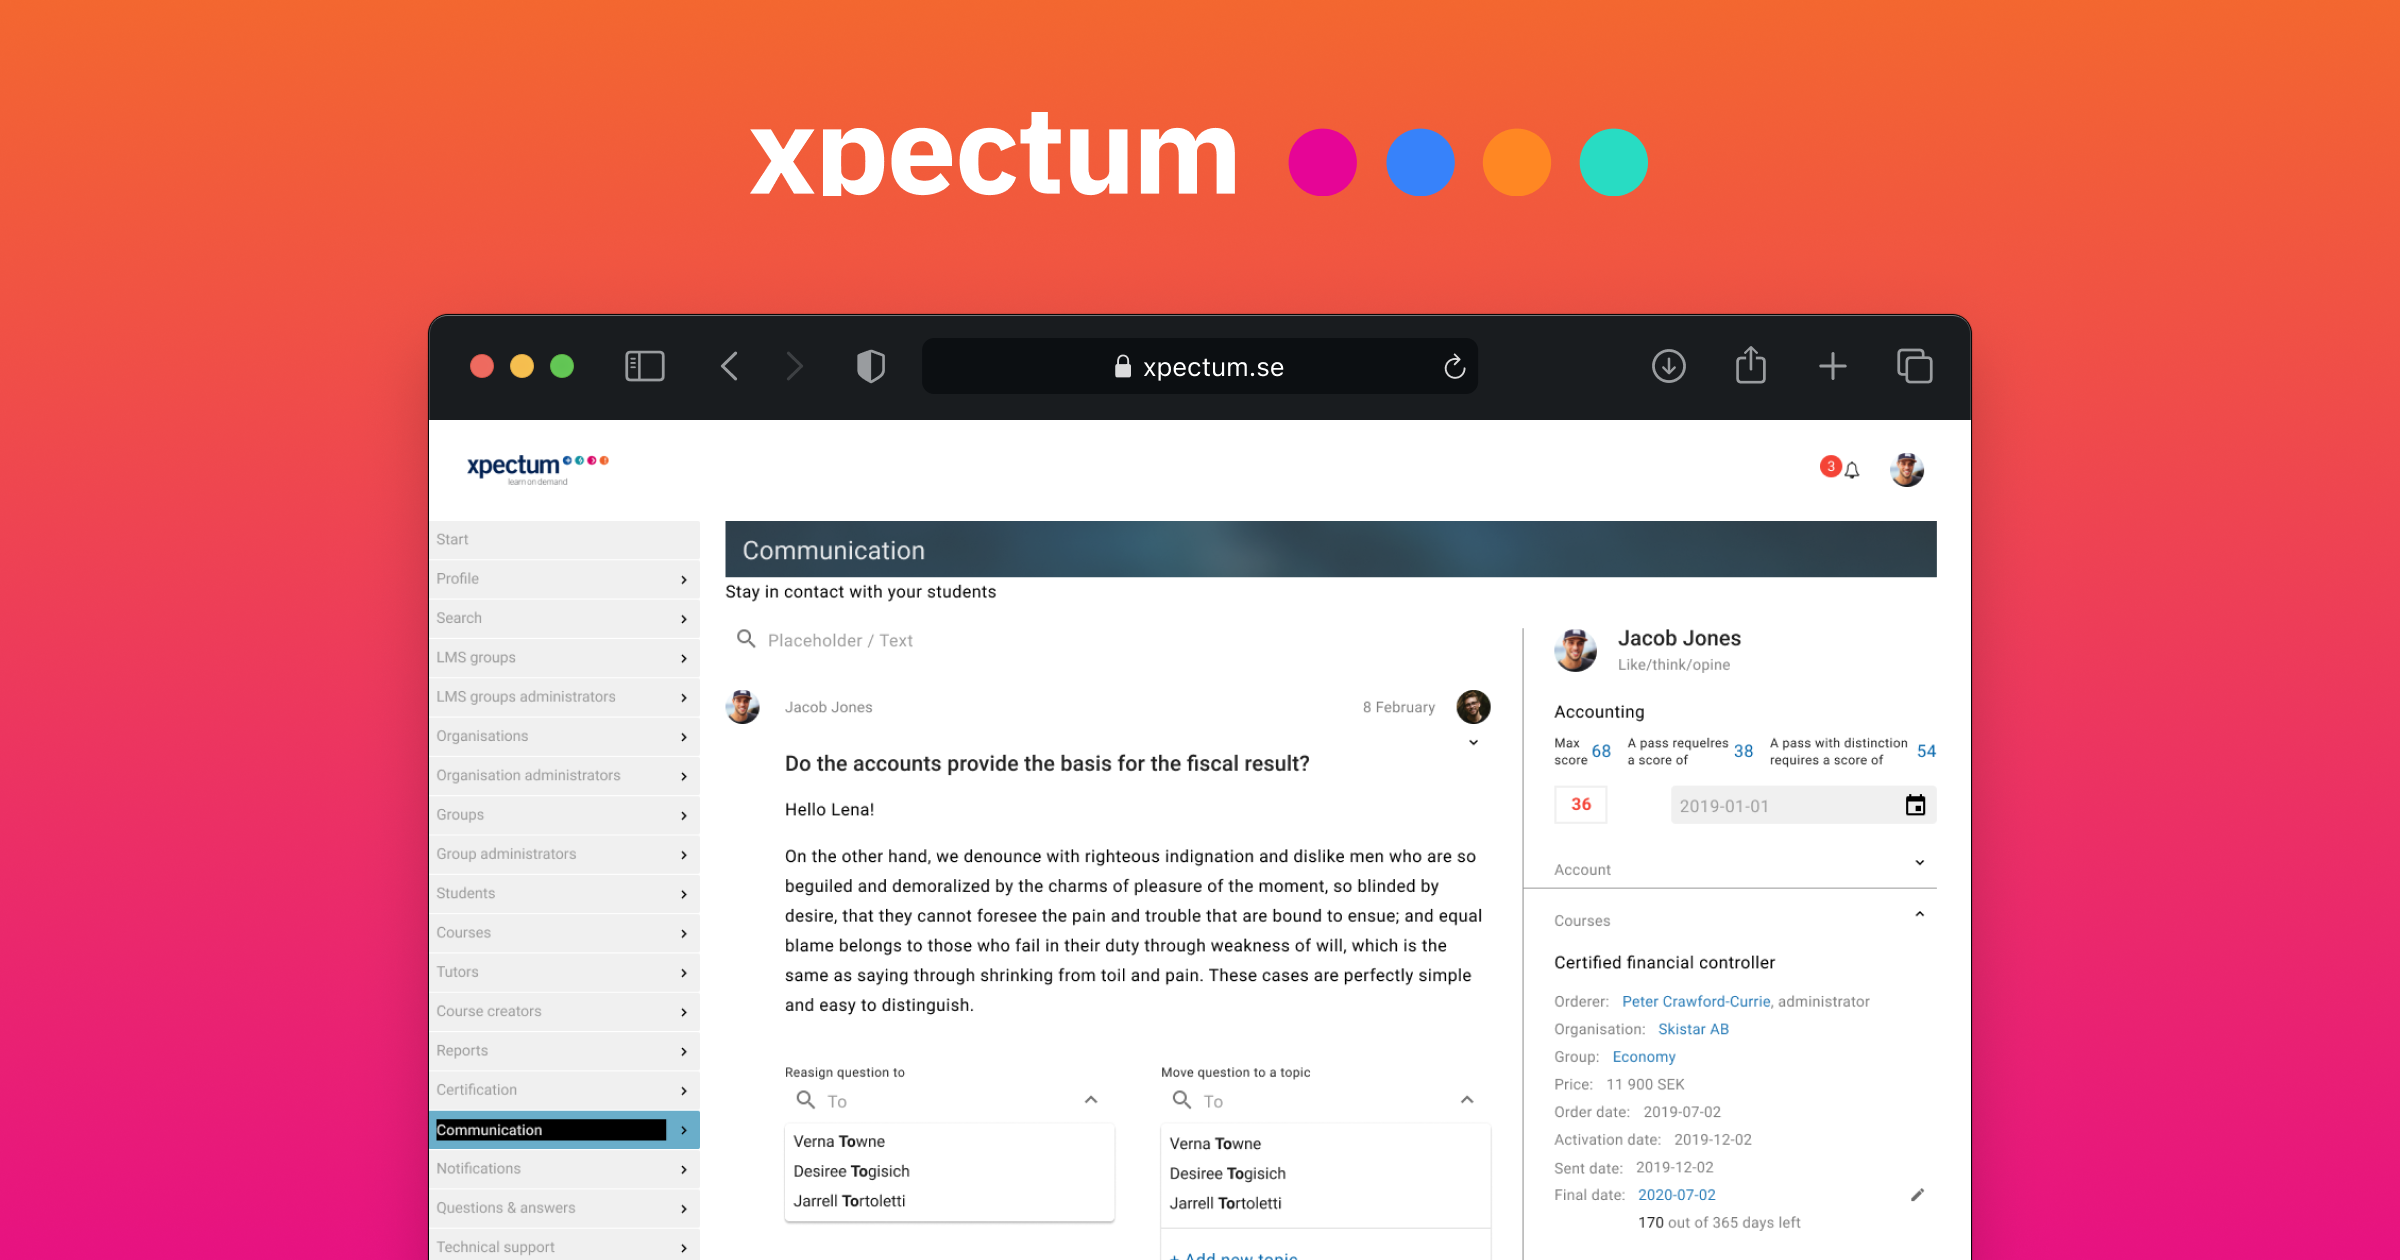 xpectum
xpectum.se
xpectum
learn on demand
3
Start
Profile
Search
LMS groups
LMS groups administrators
Organisations
Organisation administrators
Groups
Group administrators
Students
Courses
Tutors
Course creators
Reports
Certification
Communication
Notifications
Questions & answers
Technical support
Communication
Stay in contact with your students
Placeholder / Text
Jacob Jones
8 February
Do the accounts provide the basis for the fiscal result?
Hello Lena!
On the other hand, we denounce with righteous indignation and dislike men who are so
beguiled and demoralized by the charms of pleasure of the moment, so blinded by
desire, that they cannot foresee the pain and trouble that are bound to ensue; and equal
blame belongs to those who fail in their duty through weakness of will, which is the
same as saying through shrinking from toil and pain. These cases are perfectly simple
and easy to distinguish.
Reasign question to
To
Verna Towne
Desiree Togisich
Jarrell Tortoletti
Move question to a topic
To
Verna Towne
Desiree Togisich
Jarrell Tortoletti
+ Add new topic
Jacob Jones
Like/think/opine
Accounting
Max
score 68
A pass requelres
a score of 38
A pass with distinction
requires a score of 54
36
2019-01-01
Account
Courses
Certified financial controller
Orderer: Peter Crawford-Currie, administrator
Organisation: Skistar AB
Group: Economy
Price: 11 900 SEK
Order date: 2019-07-02
Activation date: 2019-12-02
Sent date: 2019-12-02
Final date: 2020-07-02
170 out of 365 days left